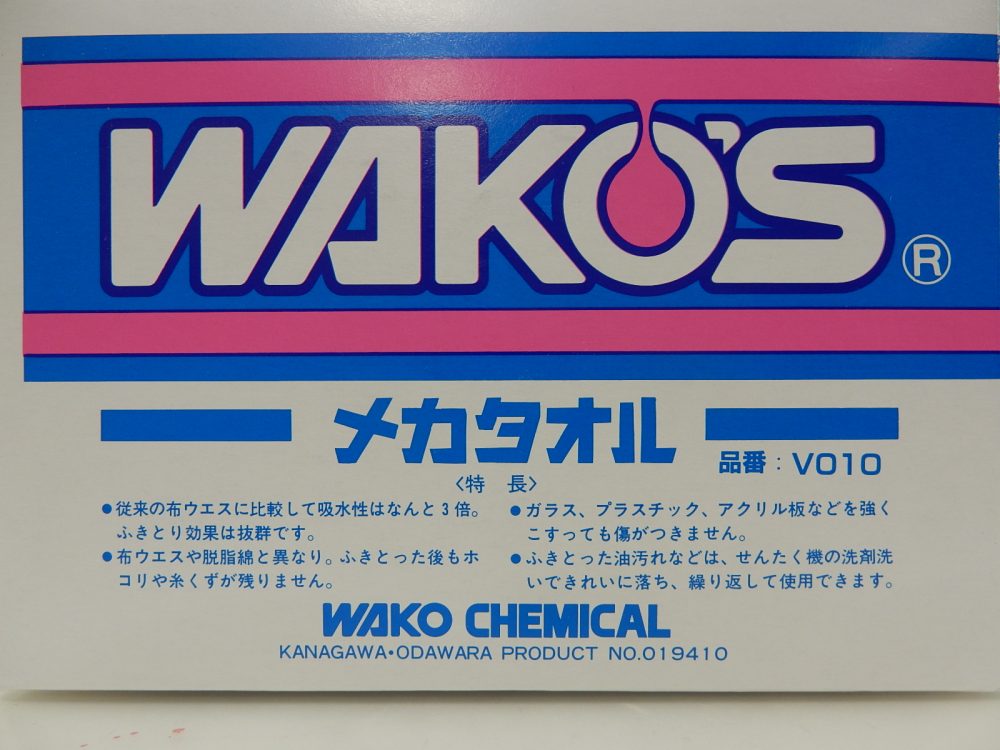 WAKO'S®
メカタオル
品番:V010
〈特 長〉
●従来の布ウエスに比較して吸水性はなんと3倍。
ふきとり効果は抜群です。
●布ウエスや脱脂綿と異なり。ふきとった後もホ
コリや糸くずが残りません。
●ガラス、プラスチック、アクリル板などを強く
こすっても傷がつきません。
●ふきとった油汚れなどは、せんたく機の洗剤洗
いできれいに落ち、繰り返して使用できます。
WAKO CHEMICAL
KANAGAWA・ODAWARA PRODUCT NO.019410